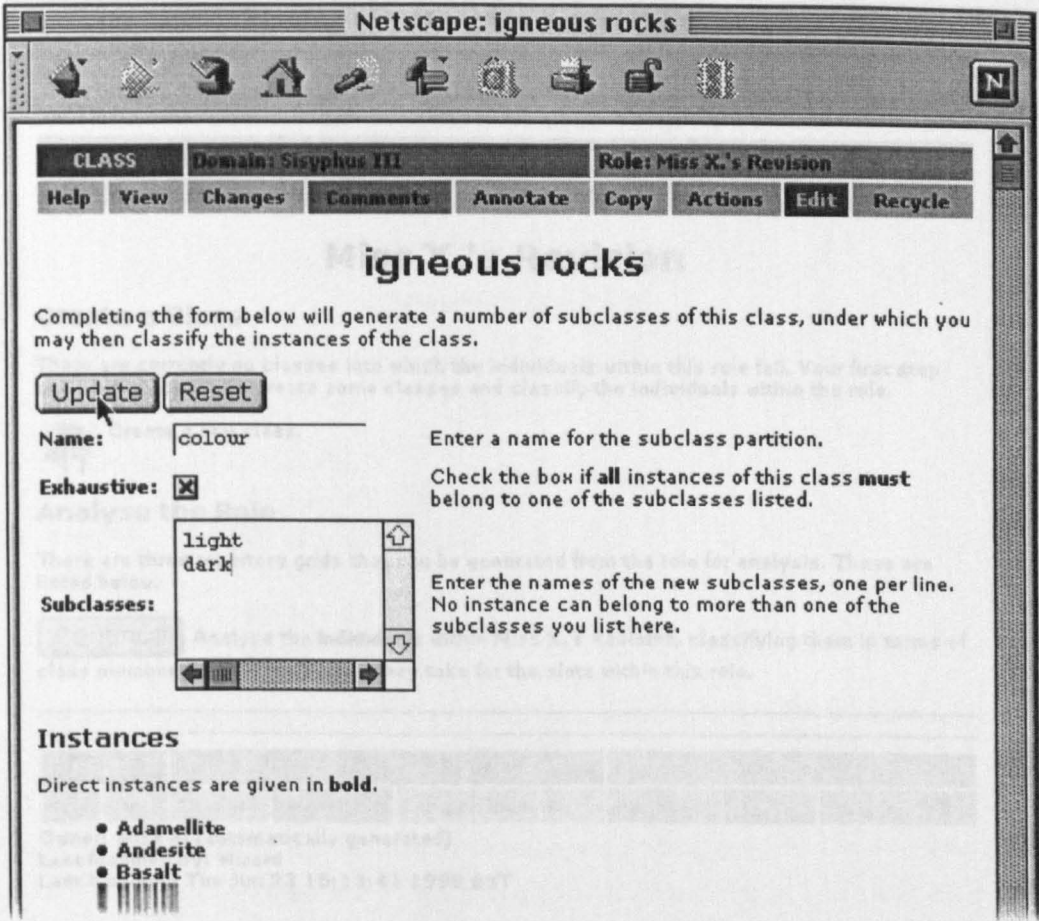 Netscape: igneous rocks
N
CLASS Domain: Sisyphus III Role: Miss X.'s Revision
Help View Changes Comments Annotate Copy Actions Edit Recycle
igneous rocks
Completing the form below will generate a number of subclasses of this class, under which you
may then classify the instances of the class.
Update Reset
Name: colour Enter a name for the subclass partition.
Exhaustive: Check the box if all instances of this class must
belong to one of the subclasses listed.
light
dark
Subclasses: Enter the names of the new subclasses, one per line.
No instance can belong to more than one of the
subclasses you list here.
Instances
Direct instances are given in bold.
• Adamellite
• Andesite
• Basalt